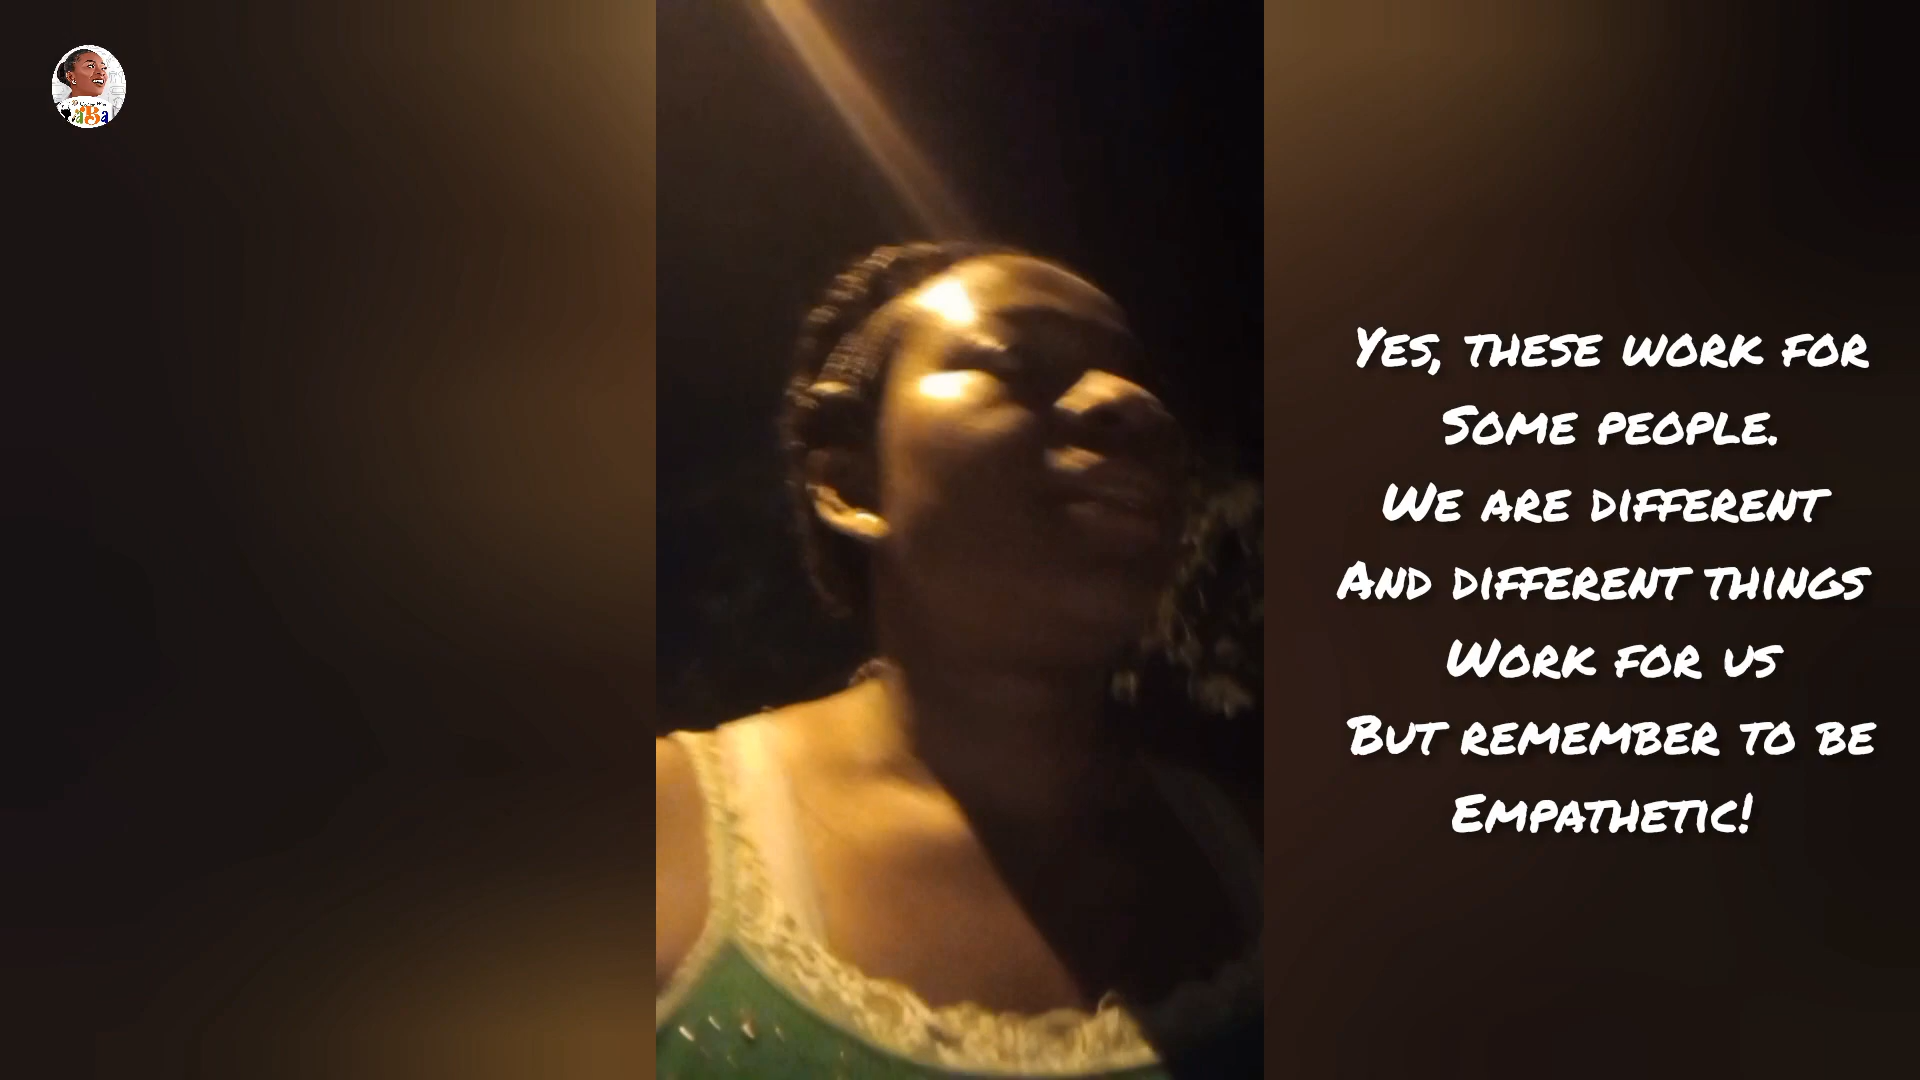 Yes, these work for
Some people.
We are different
And different things
Work for us
But remember to be
Empathetic!